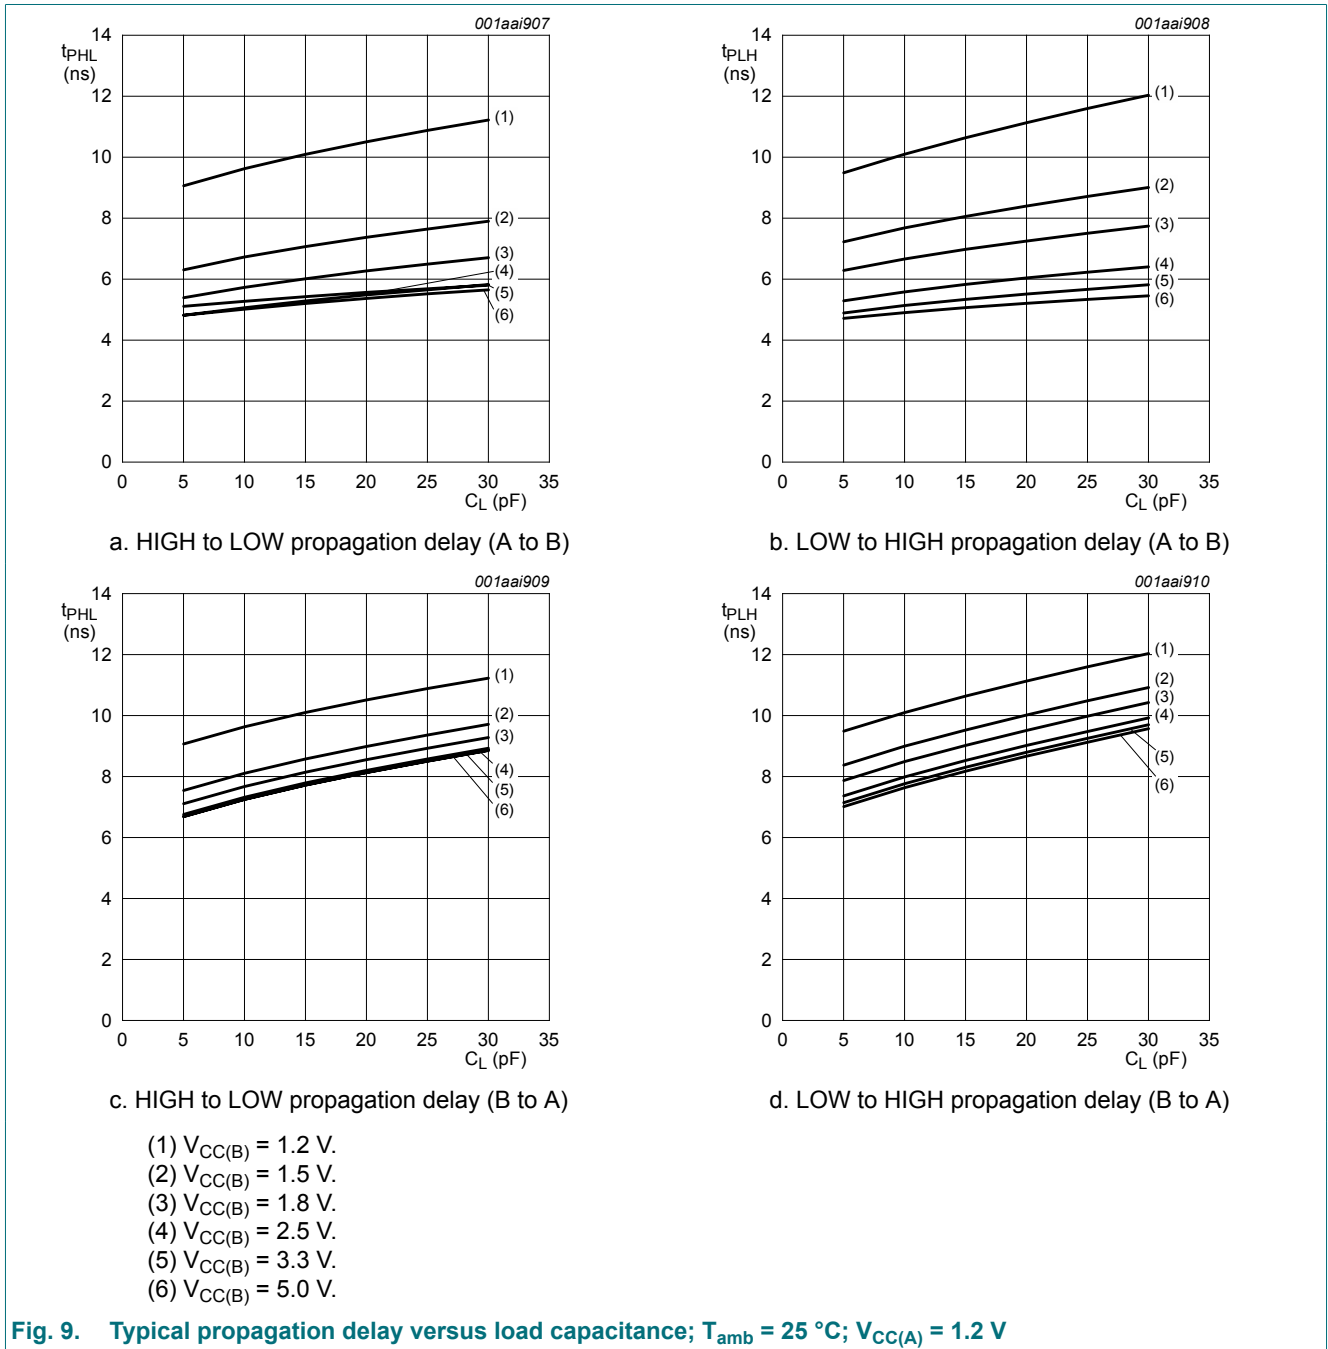 001aai907
14
tPHL
(ns)
12
10
8
6
4
2
0
0 5 10 15 20 25 30 35
CL (pF)
(1)
(2)
(3)
(4)
(5)
(6)
a. HIGH to LOW propagation delay (A to B)
001aai908
14
tPLH
(ns)
12
10
8
6
4
2
0
0 5 10 15 20 25 30 35
CL (pF)
(1)
(2)
(3)
(4)
(5)
(6)
b. LOW to HIGH propagation delay (A to B)
001aai909
14
tPHL
(ns)
12
10
8
6
4
2
0
0 5 10 15 20 25 30 35
CL (pF)
(1)
(2)
(3)
(4)
(5)
(6)
c. HIGH to LOW propagation delay (B to A)
001aai910
14
tPLH
(ns)
12
10
8
6
4
2
0
0 5 10 15 20 25 30 35
CL (pF)
(1)
(2)
(3)
(4)
(5)
(6)
d. LOW to HIGH propagation delay (B to A)
(1) VCC(B) = 1.2 V.
(2) VCC(B) = 1.5 V.
(3) VCC(B) = 1.8 V.
(4) VCC(B) = 2.5 V.
(5) VCC(B) = 3.3 V.
(6) VCC(B) = 5.0 V.
Fig. 9. Typical propagation delay versus load capacitance; Tamb = 25 °C; VCC(A) = 1.2 V